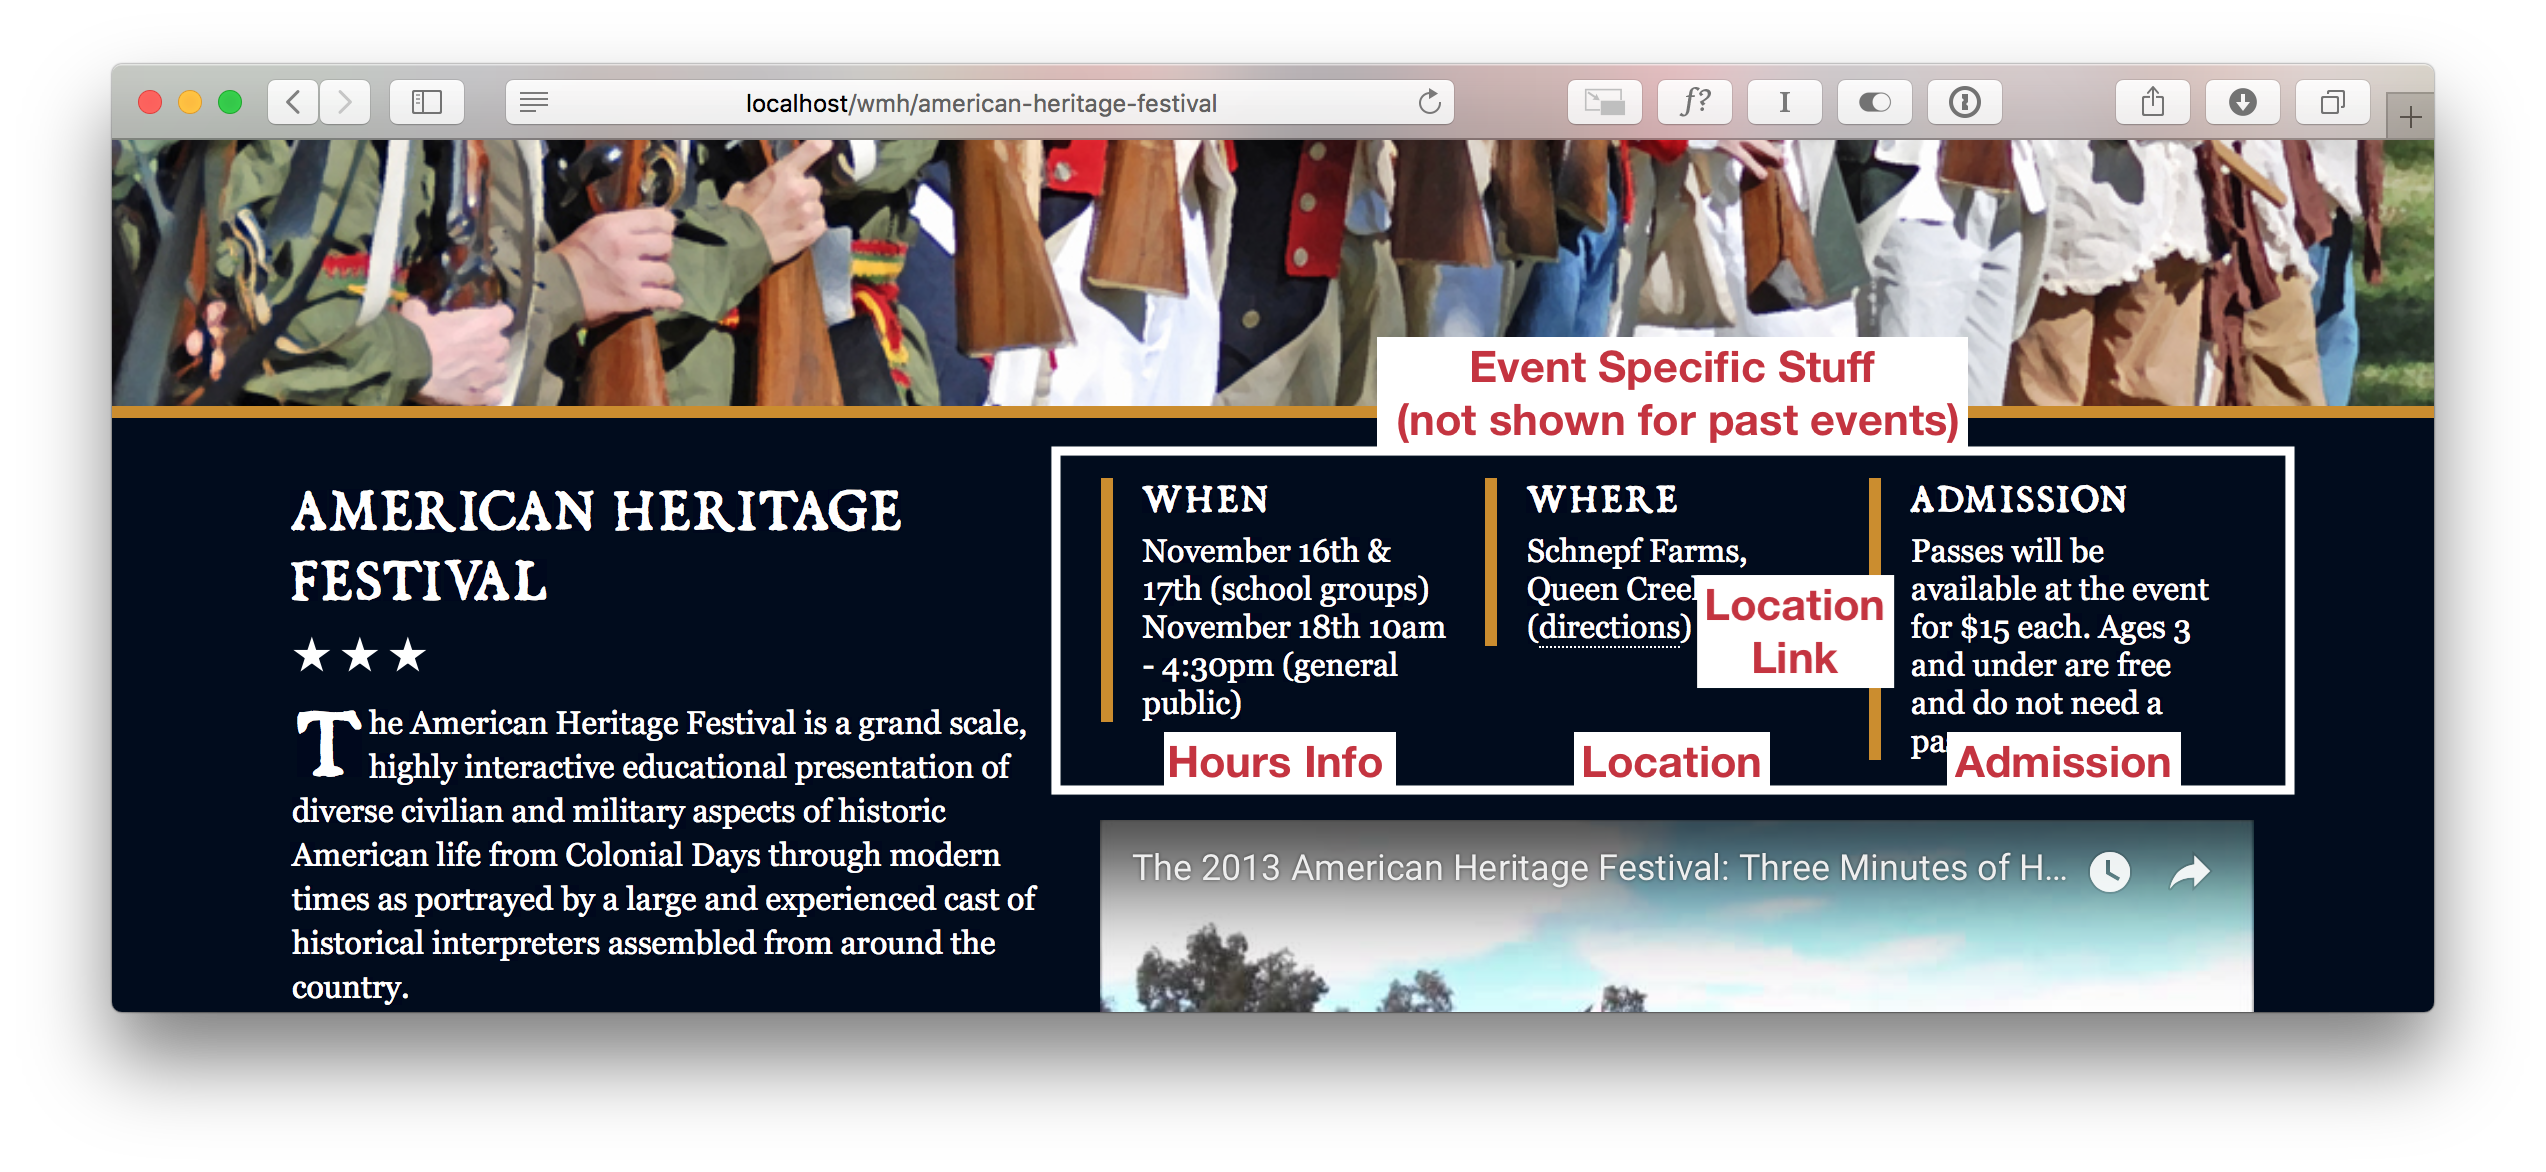 localhost/wmh/american-heritage-festival
f?
I
Event Specific Stuff
(not shown for past events)
AMERICAN HERITAGE
FESTIVAL
★★★
The American Heritage Festival is a grand scale,
highly interactive educational presentation of
diverse civilian and military aspects of historic
American life from Colonial Days through modern
times as portrayed by a large and experienced cast of
historical interpreters assembled from around the
country.
WHEN
November 16th &
17th (school groups)
November 18th 10am
- 4:30pm (general
public)
Hours Info
WHERE
Schnepf Farms,
Queen
(directions)
Location
Link
Location
ADMISSION
Passes will be
available at the event
for $15 each. Ages 3
and under are free
and do not need a
Admission
The 2013 American Heritage Festival: Three Minutes of H...